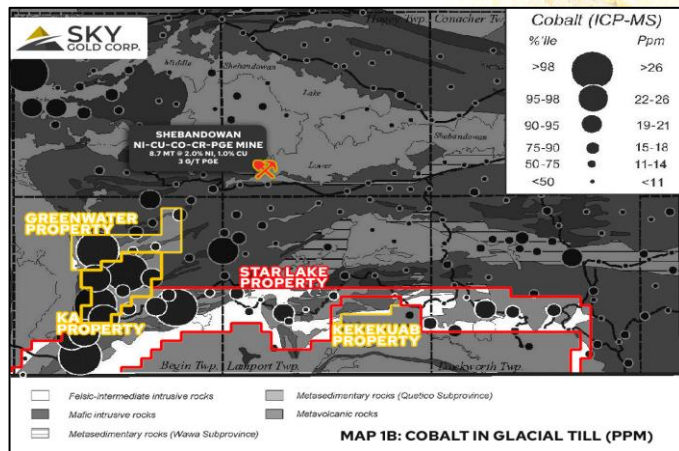 SKY
GOLD CORP.
Haney Twp.
Conacher Twp.
Middle
Shebandowan
Lake
Shebandowan
Lower
SHEBANDOWAN
NI-CU-CO-CR-PGE MINE
8.7 MT @ 2.0% NI, 1.0% CU
3 G/T PGE
GREENWATER
PROPERTY
STAR LAKE
PROPERTY
KA
PROPERTY
KEKEKUAB
PROPERTY
Begin Twp.
Lamport Twp.
Duckworth Twp.
Cobalt (ICP-MS)
%'ile Ppm
>98 >26
95-98 22-26
90-95 19-21
75-90 15-18
50-75 11-14
<50 <11
Felsic-intermediate intrusive rocks
Mafic intrusive rocks
Metasedimentary rocks (Wawa Subprovince)
Metasedimentary rocks (Quetico Subprovince)
Metavolcanic rocks
MAP 1B: COBALT IN GLACIAL TILL (PPM)